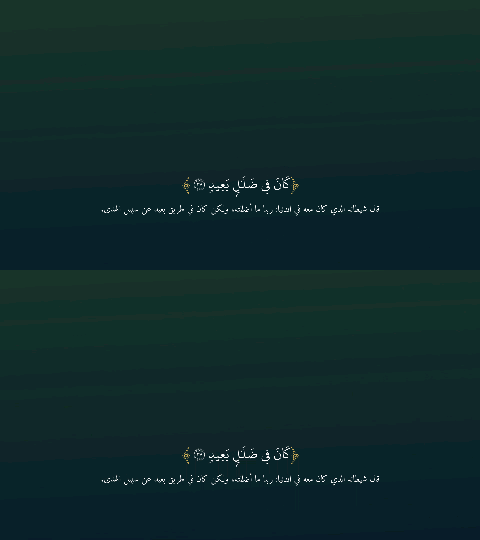 ﴿كَانَ فِى ضَلَـٰلٍ بَعِيدٍ ٢٧﴾
قال شيطانه الذي كان معه في الدنيا: ربنا ما أضللته، ولكن كان في طريق بعيد عن سبيل الهدى.
﴿كَانَ فِى ضَلَـٰلٍ بَعِيدٍ ٢٧﴾
قال شيطانه الذي كان معه في الدنيا: ربنا ما أضللته، ولكن كان في طريق بعيد عن سبيل الهدى.